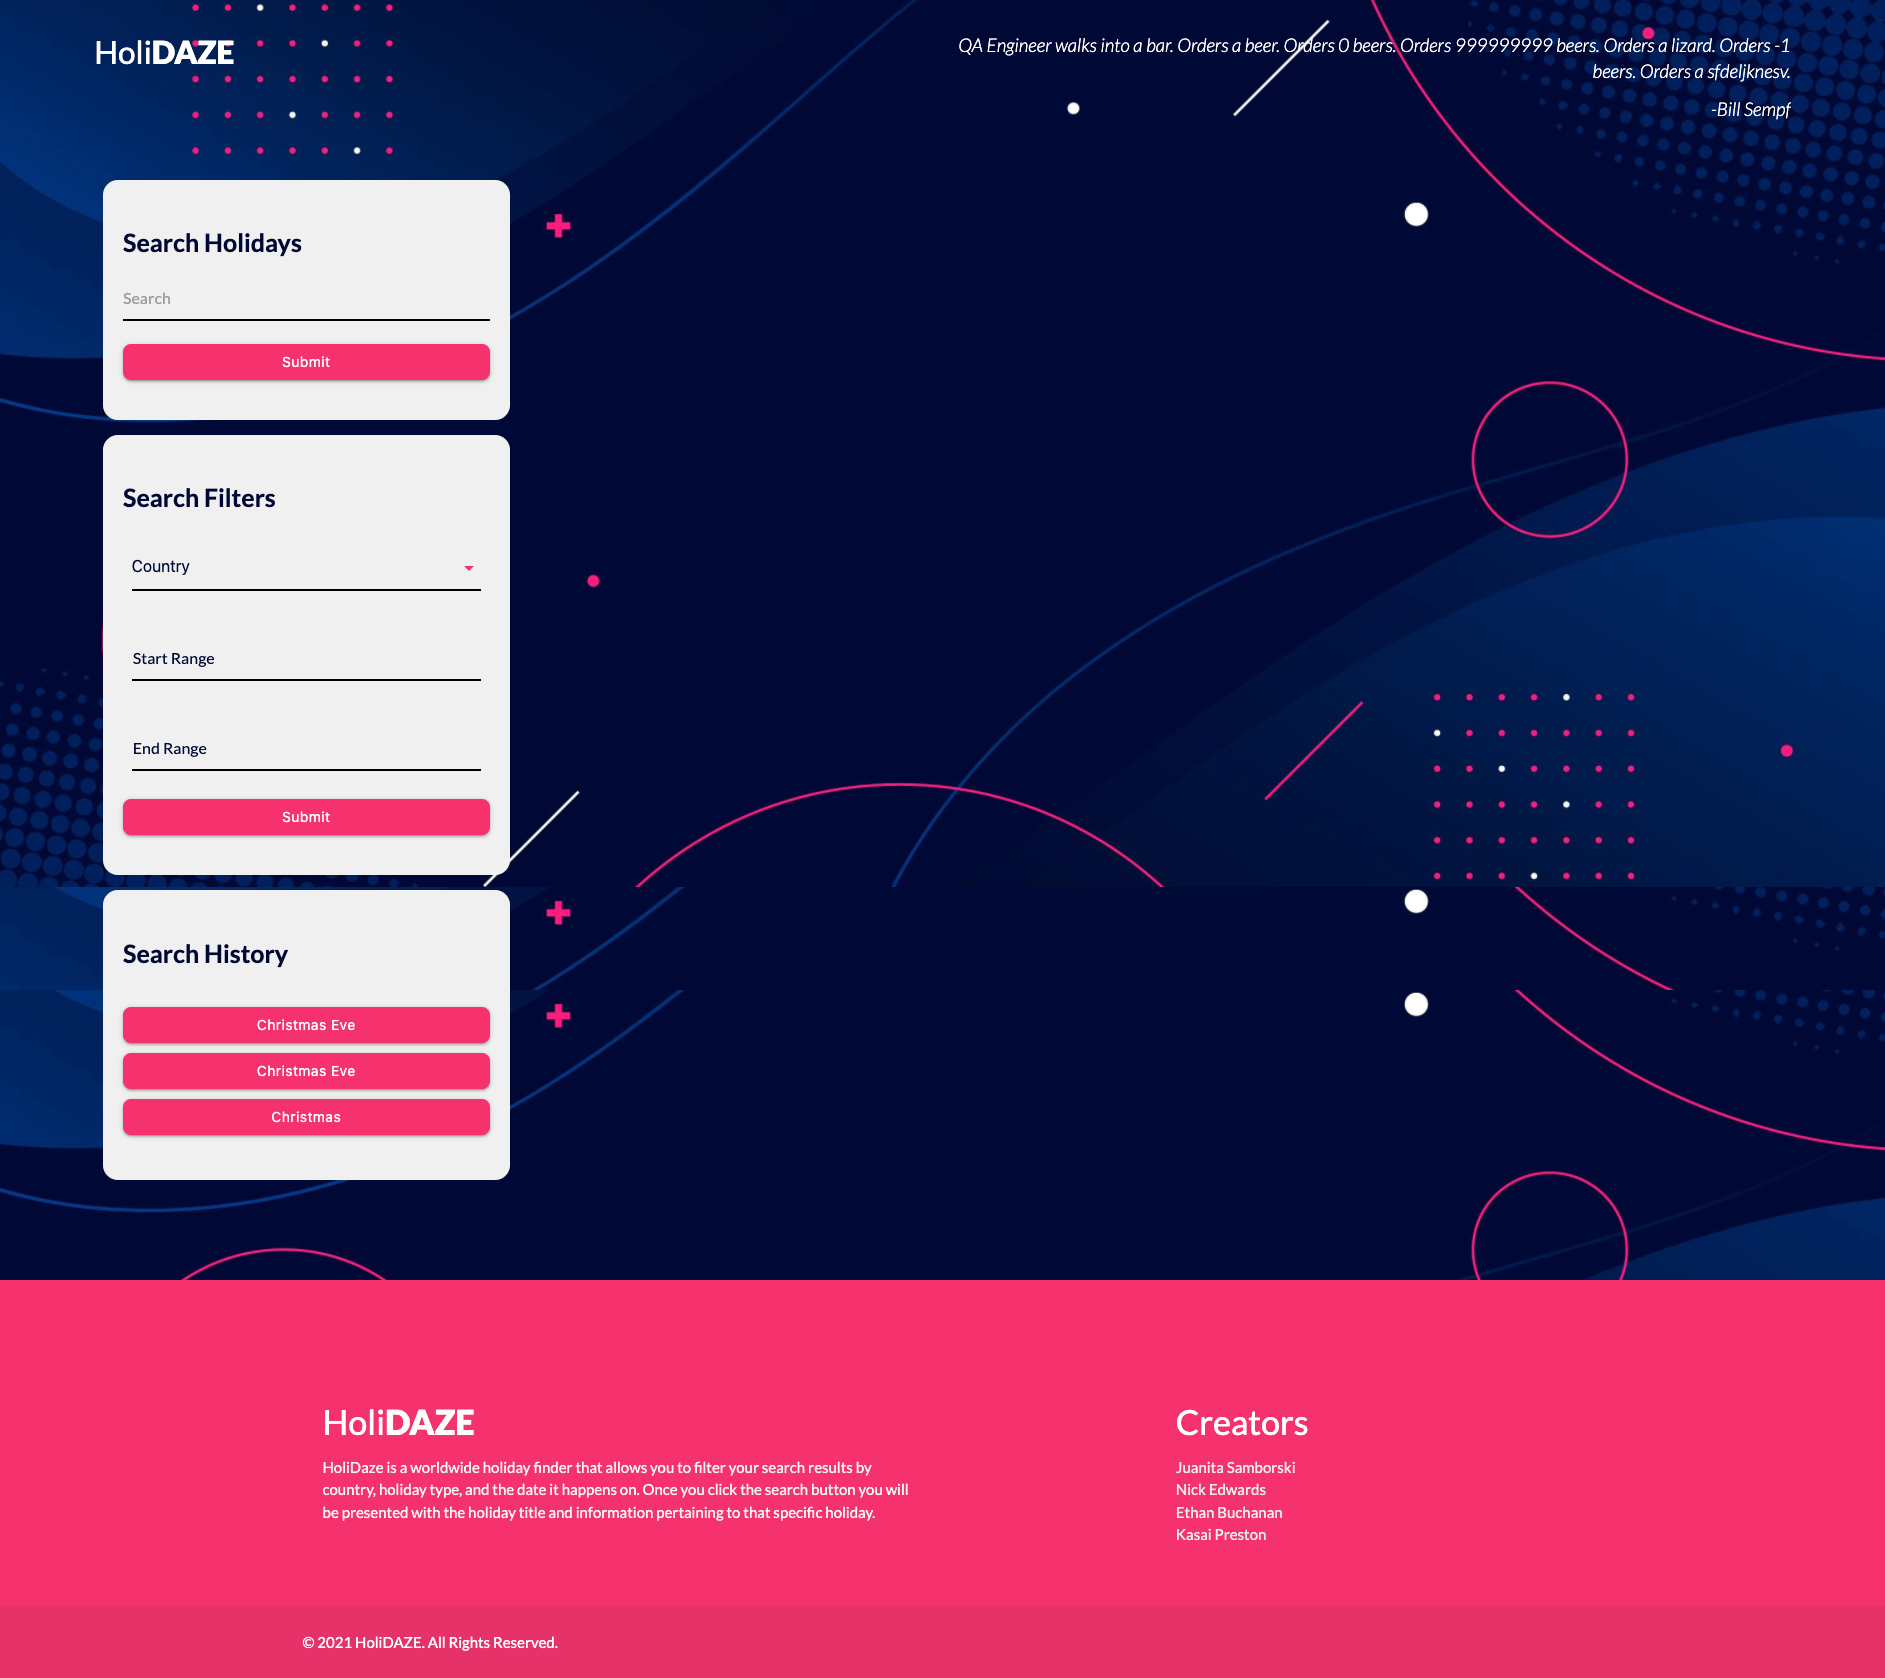 HoliDAZE
QA Engineer walks into a bar. Orders a beer. Orders 0 beers. Orders 999999999 beers. Orders a lizard. Orders -1
beers. Orders a sfdeljknesv.
-Bill Sempf
Search Holidays
Search
Submit
Search Filters
Country
Start Range
End Range
Submit
Search History
Christmas Eve
Christmas Eve
Christmas
HoliDAZE
HoliDaze is a worldwide holiday finder that allows you to filter your search results by
country, holiday type, and the date it happens on. Once you click the search button you will
be presented with the holiday title and information pertaining to that specific holiday.
Creators
Juanita Samborski
Nick Edwards
Ethan Buchanan
Kasai Preston
© 2021 HoliDAZE. All Rights Reserved.